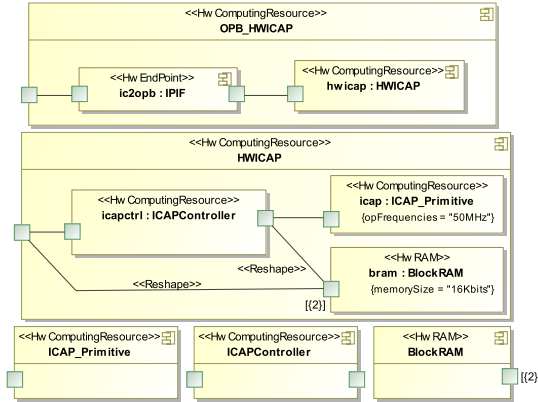 <<Hw ComputingResource>>
OPB_HWICAP
<<Hw EndPoint>>
ic2opb : IPIF
<<Hw ComputingResource>>
hwicap : HWICAP
<<Hw ComputingResource>>
HWICAP
<<Hw ComputingResource>>
icapctrl : ICAPController
<<Hw ComputingResource>>
icap : ICAP_Primitive
{opFrequencies = "50MHz"}
<<Reshape>>
<<Reshape>>
<<Hw RAM>>
bram : BlockRAM
{memorySize = "16Kbits"}
[{2}]
<<Hw ComputingResource>>
ICAP_Primitive
<<Hw ComputingResource>>
ICAPController
<<Hw RAM>>
BlockRAM
[{2}